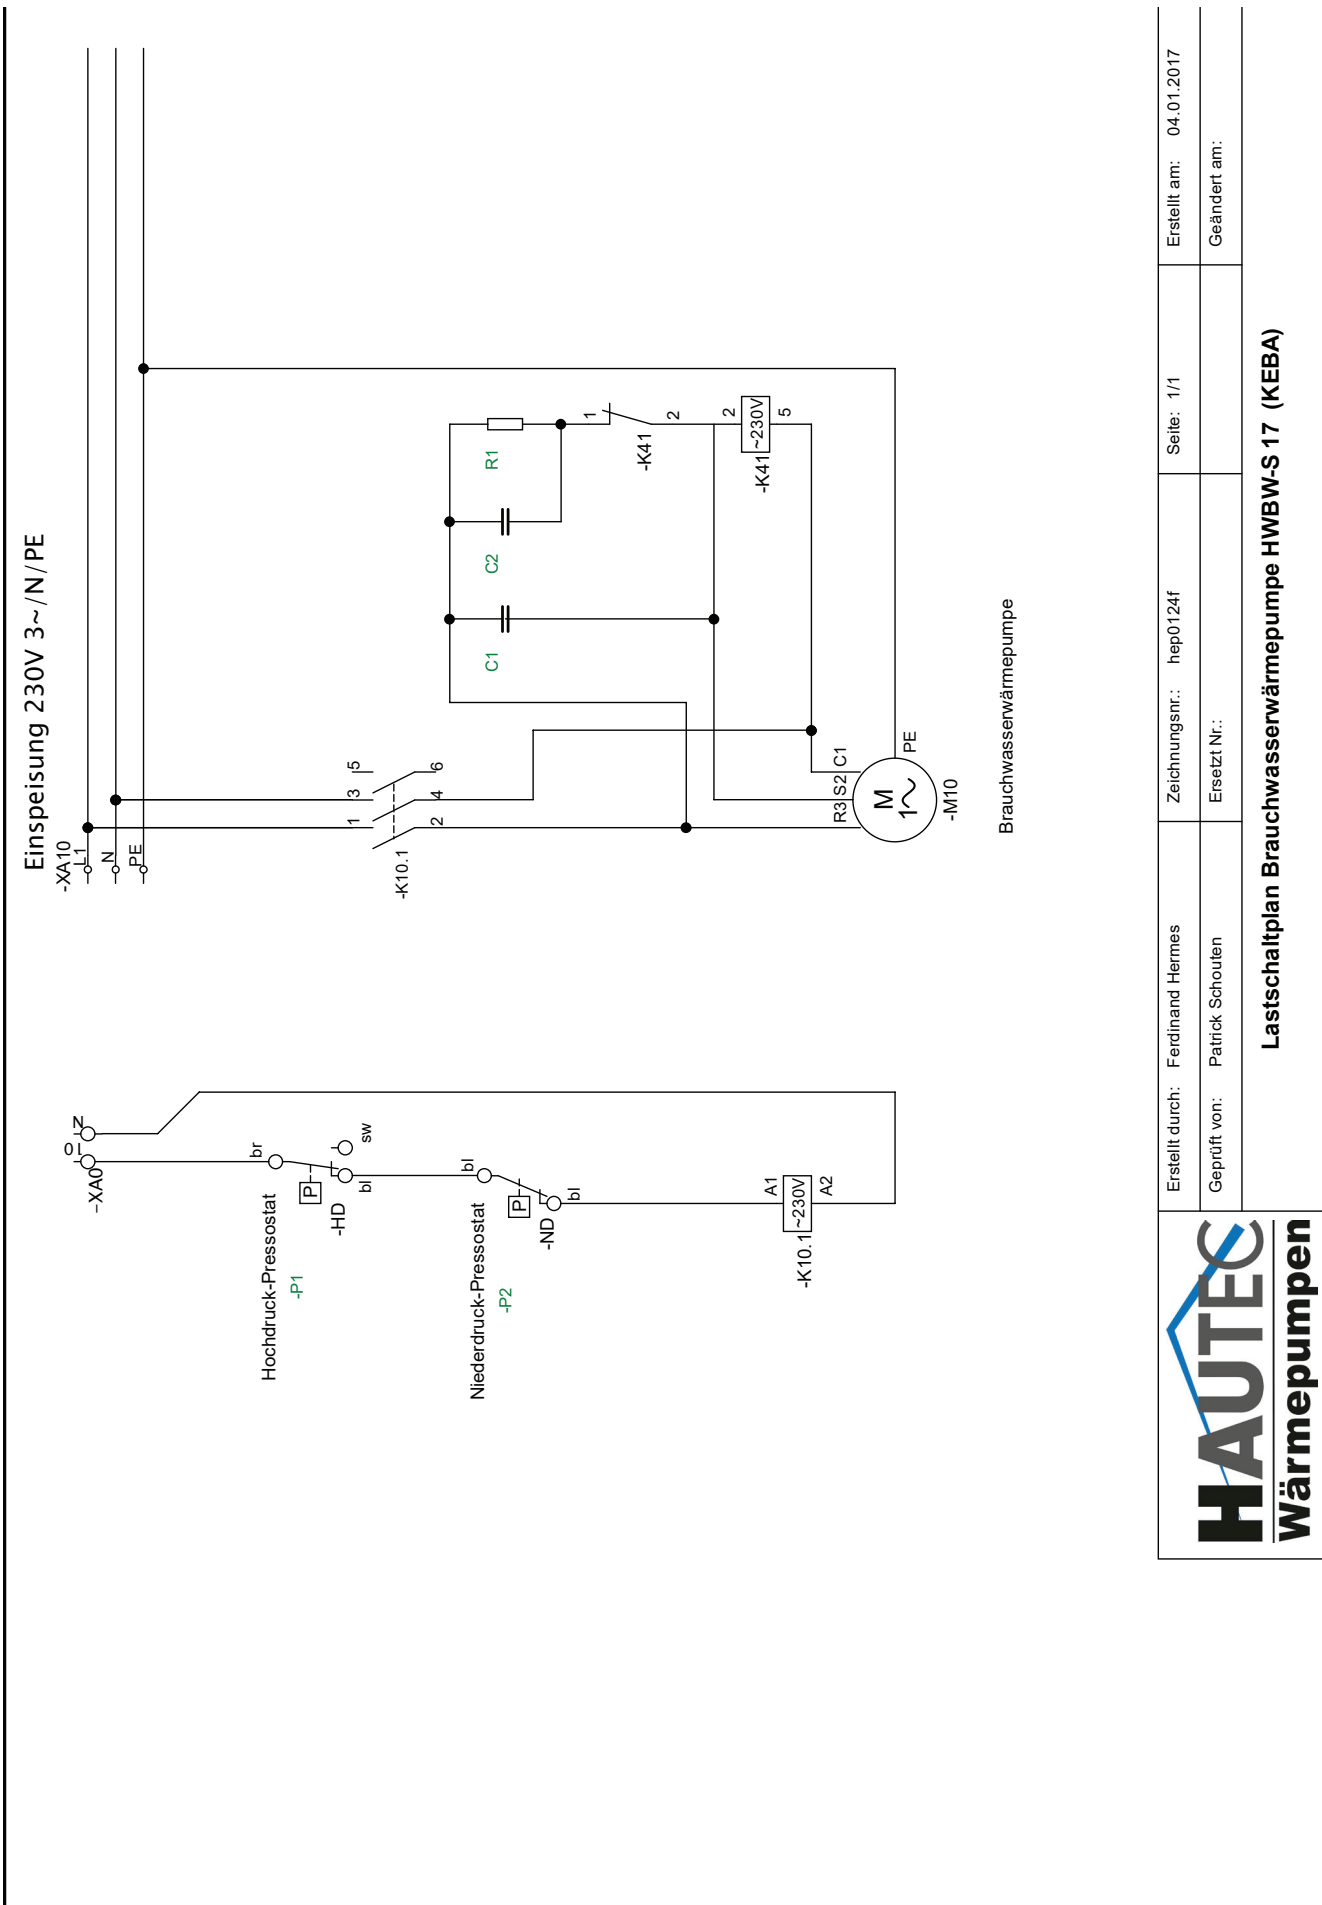 Einspeisung 230V 3~/N/PE
-XA10
L1
N
PE
1
3
5
2
4
6
-K10.1
C1
C2
R1
1
2
-K41
2
5
~230V
-K41
R3
S2
C1
PE
M
1~
-M10
Brauchwasserwärmepumpe
10
N
-XA0
Hochdruck-Pressostat
-P1
br
P
-HD
bl
sw
Niederdruck-Pressostat
-P2
bl
P
-ND
bl
A1
A2
~230V
-K10.1
HAUTEC
Wärmepumpen
Erstellt durch: Ferdinand Hermes
Zeichnungsnr.: hep0124f
Seite: 1/1
Erstellt am: 04.01.2017
Geprüft von: Patrick Schouten
Ersetzt Nr.:
Geändert am:
Lastschaltplan Brauchwasserwärmepumpe HWBW-S 17 (KEBA)